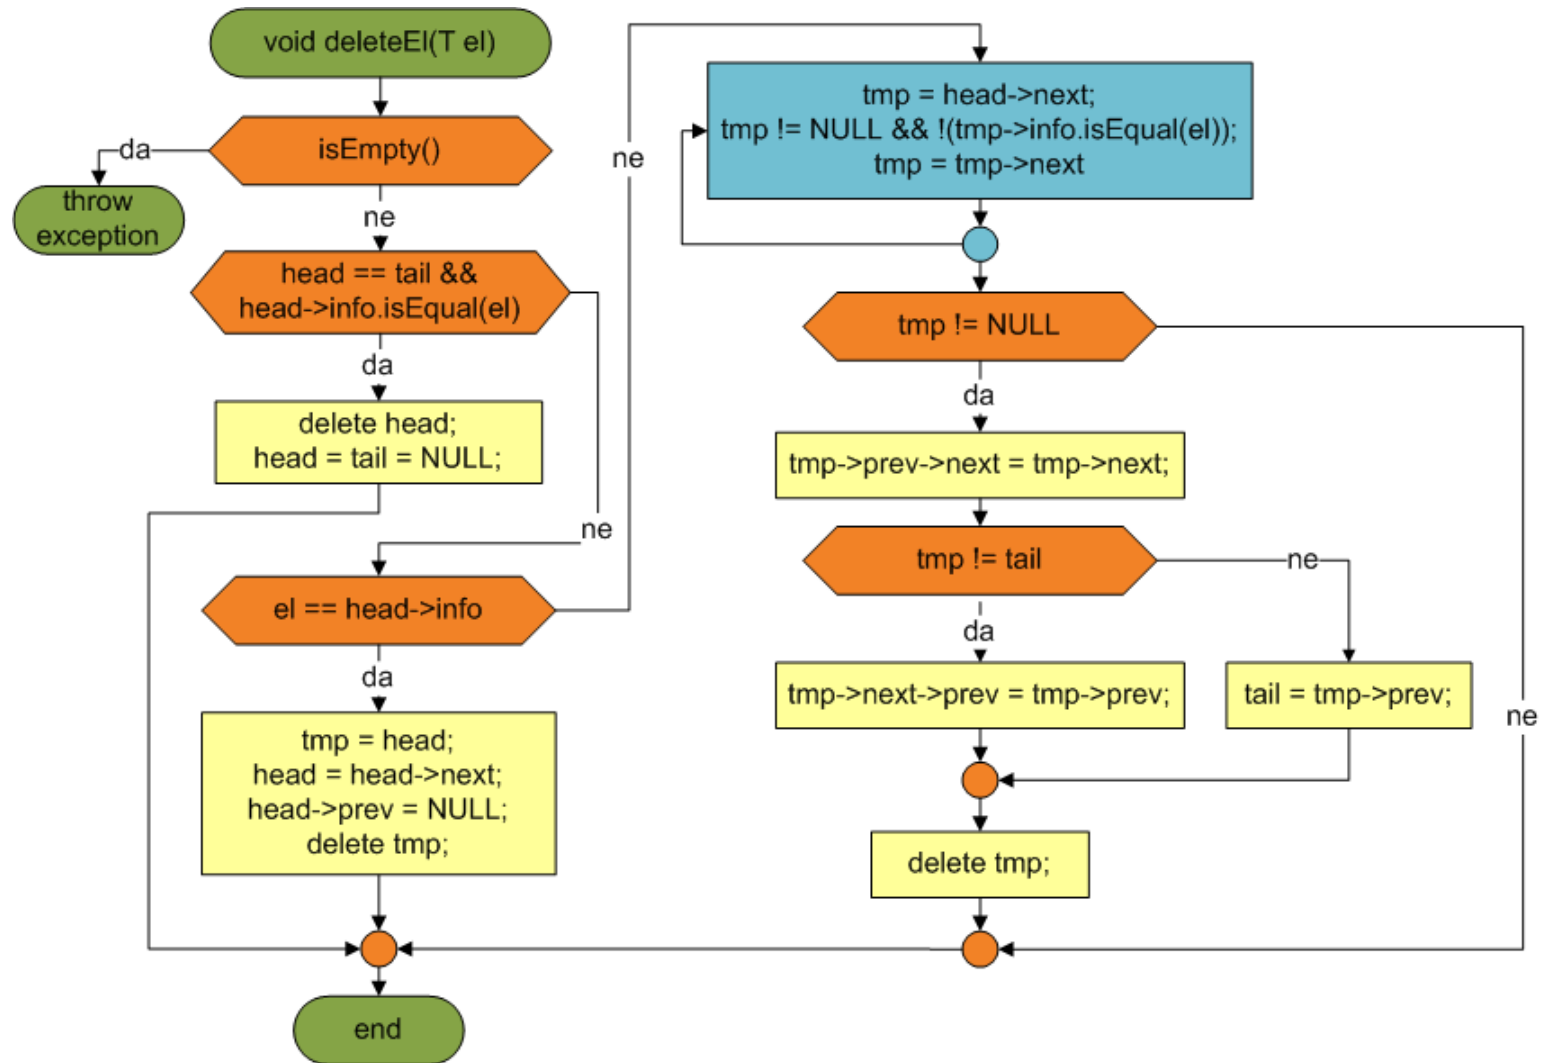 void deleteEl(T el)
isEmpty()
da
throw
exception
ne
head == tail &&
head->info.isEqual(el)
da
delete head;
head = tail = NULL;
ne
el == head->info
da
tmp = head;
head = head->next;
head->prev = NULL;
delete tmp;
end
ne
tmp = head->next;
tmp != NULL && !(tmp->info.isEqual(el));
tmp = tmp->next
tmp != NULL
da
tmp->prev->next = tmp->next;
tmp != tail
ne
da
tmp->next->prev = tmp->prev;
tail = tmp->prev;
ne
delete tmp;